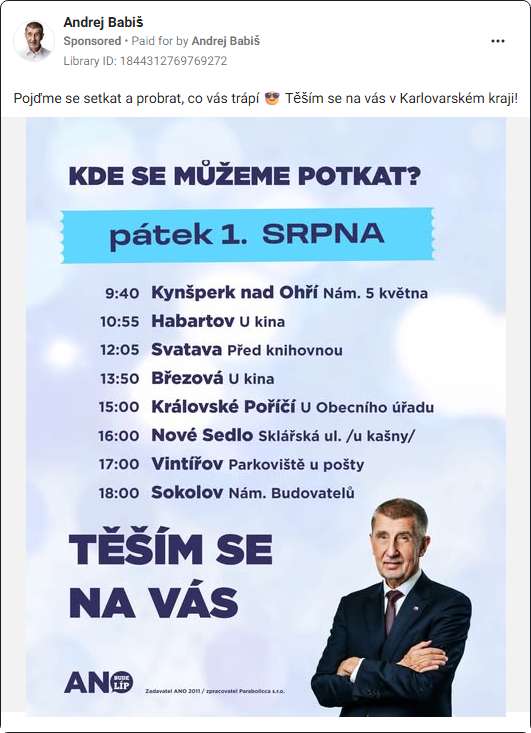 Andrej Babiš
Sponsored • Paid for by Andrej Babiš
Library ID: 1844312769769272
Pojďme se setkat a probrat, co vás trápí 😎 Těším se na vás v Karlovarském kraji!
KDE SE MŮŽEME POTKAT?
pátek 1. SRPNA
9:40 Kynšperk nad Ohří Nám. 5 května
10:55 Habartov U kina
12:05 Svatava Před knihovnou
13:50 Březová U kina
15:00 Královské Poříčí U Obecního úřadu
16:00 Nové Sedlo Sklářská ul. /u kašny/
17:00 Vintířov Parkoviště u pošty
18:00 Sokolov Nám. Budovatelů
TĚŠÍM SE
NA VÁS
ANO BUDE LÍP
Zadavatel ANO 2011 / zpracovatel Parabolicca s.r.o.